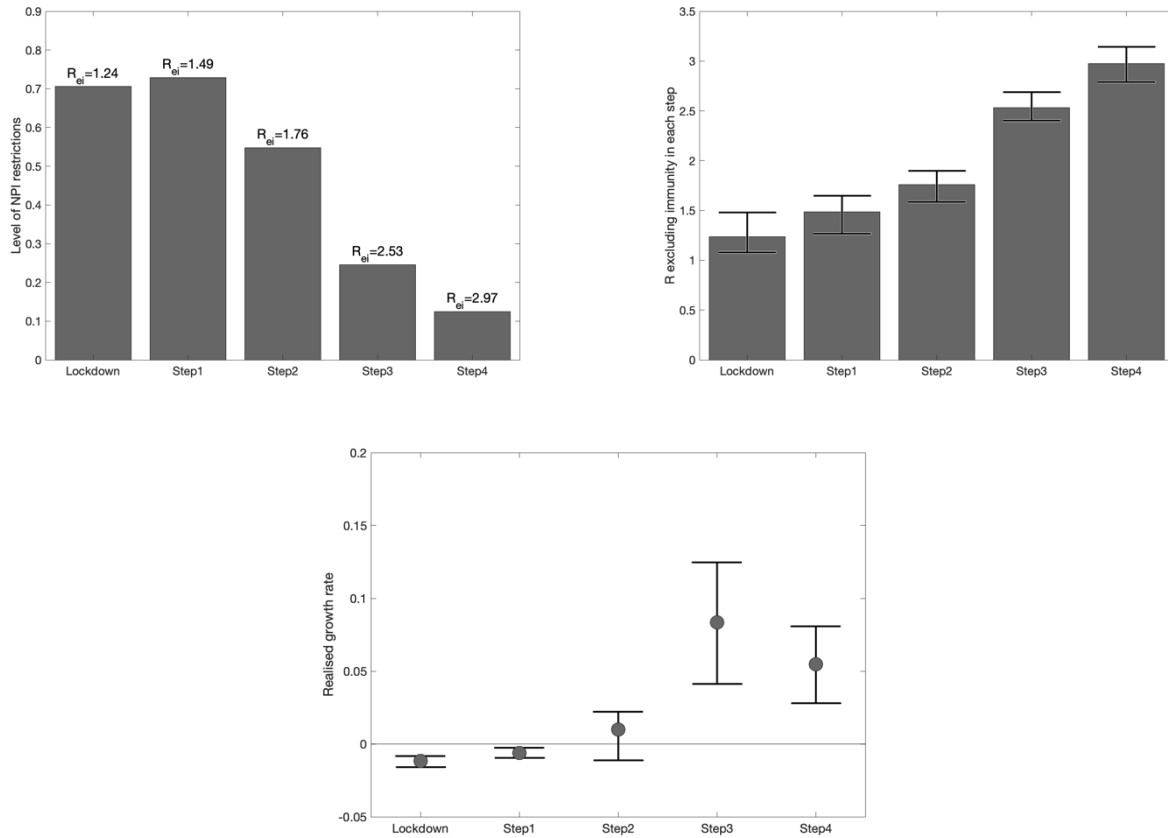 0.9
0.8
0.7
0.6
0.5
0.4
0.3
0.2
0.1
0
Level of NPI restrictions
R_ei=1.24
R_ei=1.49
R_ei=1.76
R_ei=2.53
R_ei=2.97
Lockdown Step1 Step2 Step3 Step4
3.5
3
2.5
2
1.5
1
0.5
0
R excluding immunity in each step
Lockdown Step1 Step2 Step3 Step4
0.2
0.15
0.1
0.05
0
-0.05
Realised growth rate
Lockdown Step1 Step2 Step3 Step4